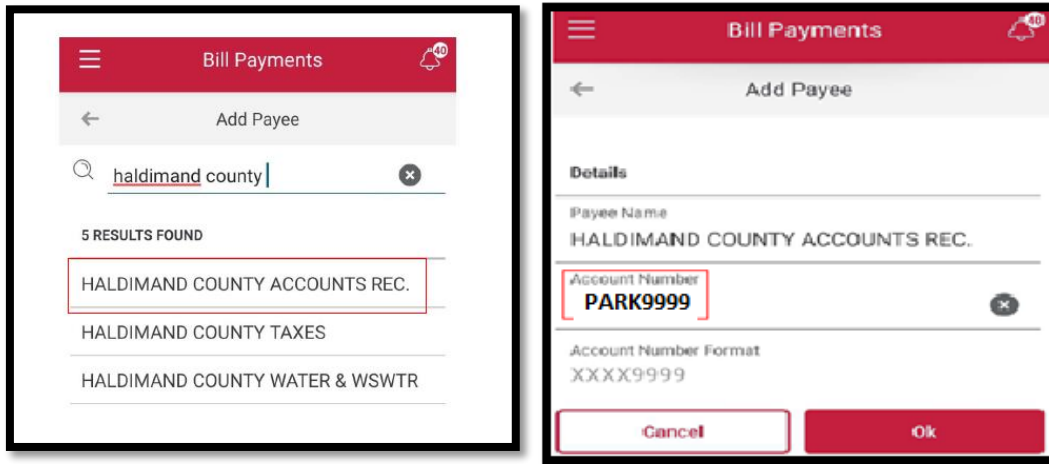 Bill Payments
40
Add Payee
haldimand county
5 RESULTS FOUND
HALDIMAND COUNTY ACCOUNTS REC.
HALDIMAND COUNTY TAXES
HALDIMAND COUNTY WATER & WSWTR
Bill Payments
40
Add Payee
Details
Payee Name
HALDIMAND COUNTY ACCOUNTS REC.
Account Number
PARK9999
Account Number Format
XXXX9999
Cancel
Ok